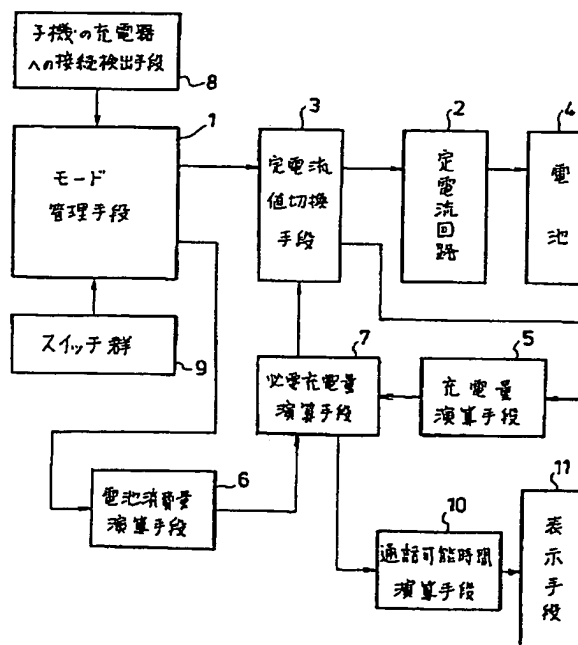 子機の充電器
への接続検出手段
8
1
モード
管理手段
スイッチ群
9
3
定電流
値切換
手段
2
定電流回路
4
電池
7
必要充電量
演算手段
5
充電量
演算手段
6
電池消費量
演算手段
10
通話可能時間
演算手段
11
表示手段